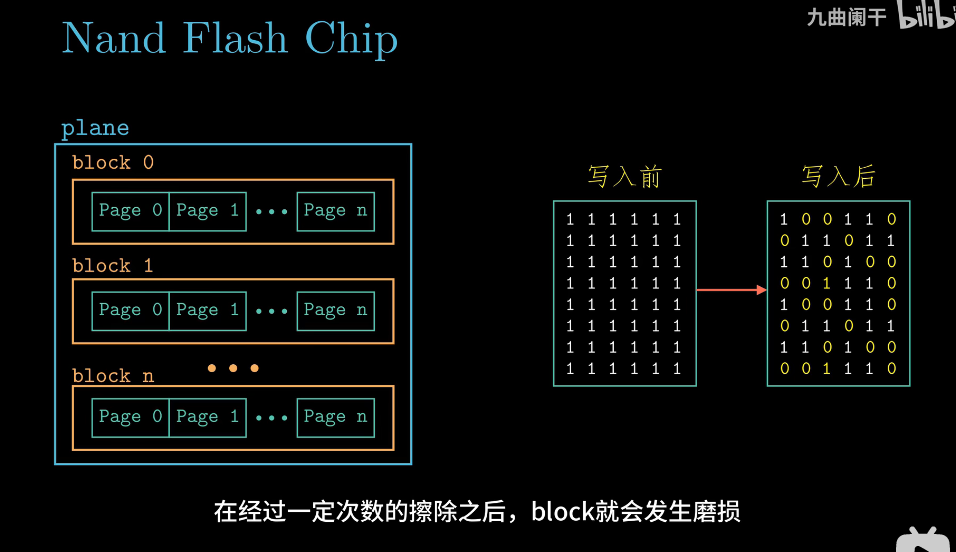 九曲阑干 bilibi
Nand Flash Chip
plane
block 0
Page 0 Page 1 ••• Page n
block 1
Page 0 Page 1 ••• Page n
•••
block n
Page 0 Page 1 ••• Page n
写入前
1 1 1 1 1 1
1 1 1 1 1 1
1 1 1 1 1 1
1 1 1 1 1 1
1 1 1 1 1 1
1 1 1 1 1 1
1 1 1 1 1 1
1 1 1 1 1 1
写入后
1 0 0 1 1 0
0 1 1 0 1 1
1 1 0 1 0 0
0 0 1 1 1 0
1 0 0 1 1 0
0 1 1 0 1 1
1 1 0 1 0 0
0 0 1 1 1 0
在经过一定次数的擦除之后，block就会发生磨损